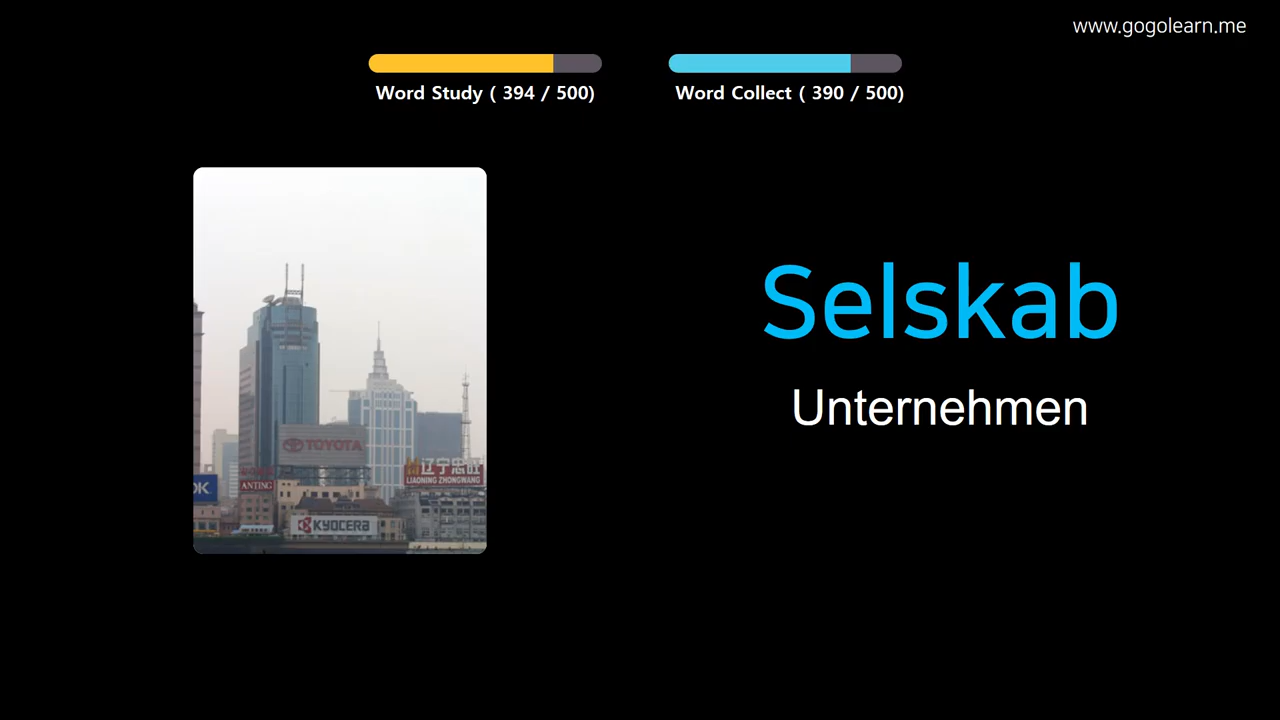 www.gogolearn.me
Word Study ( 394 / 500)
Word Collect ( 390 / 500)
Selskab
Unternehmen
TOYOTA
辽宁忠旺
LIAONING ZHONGWANG
ANTING
OK
KYOCERA